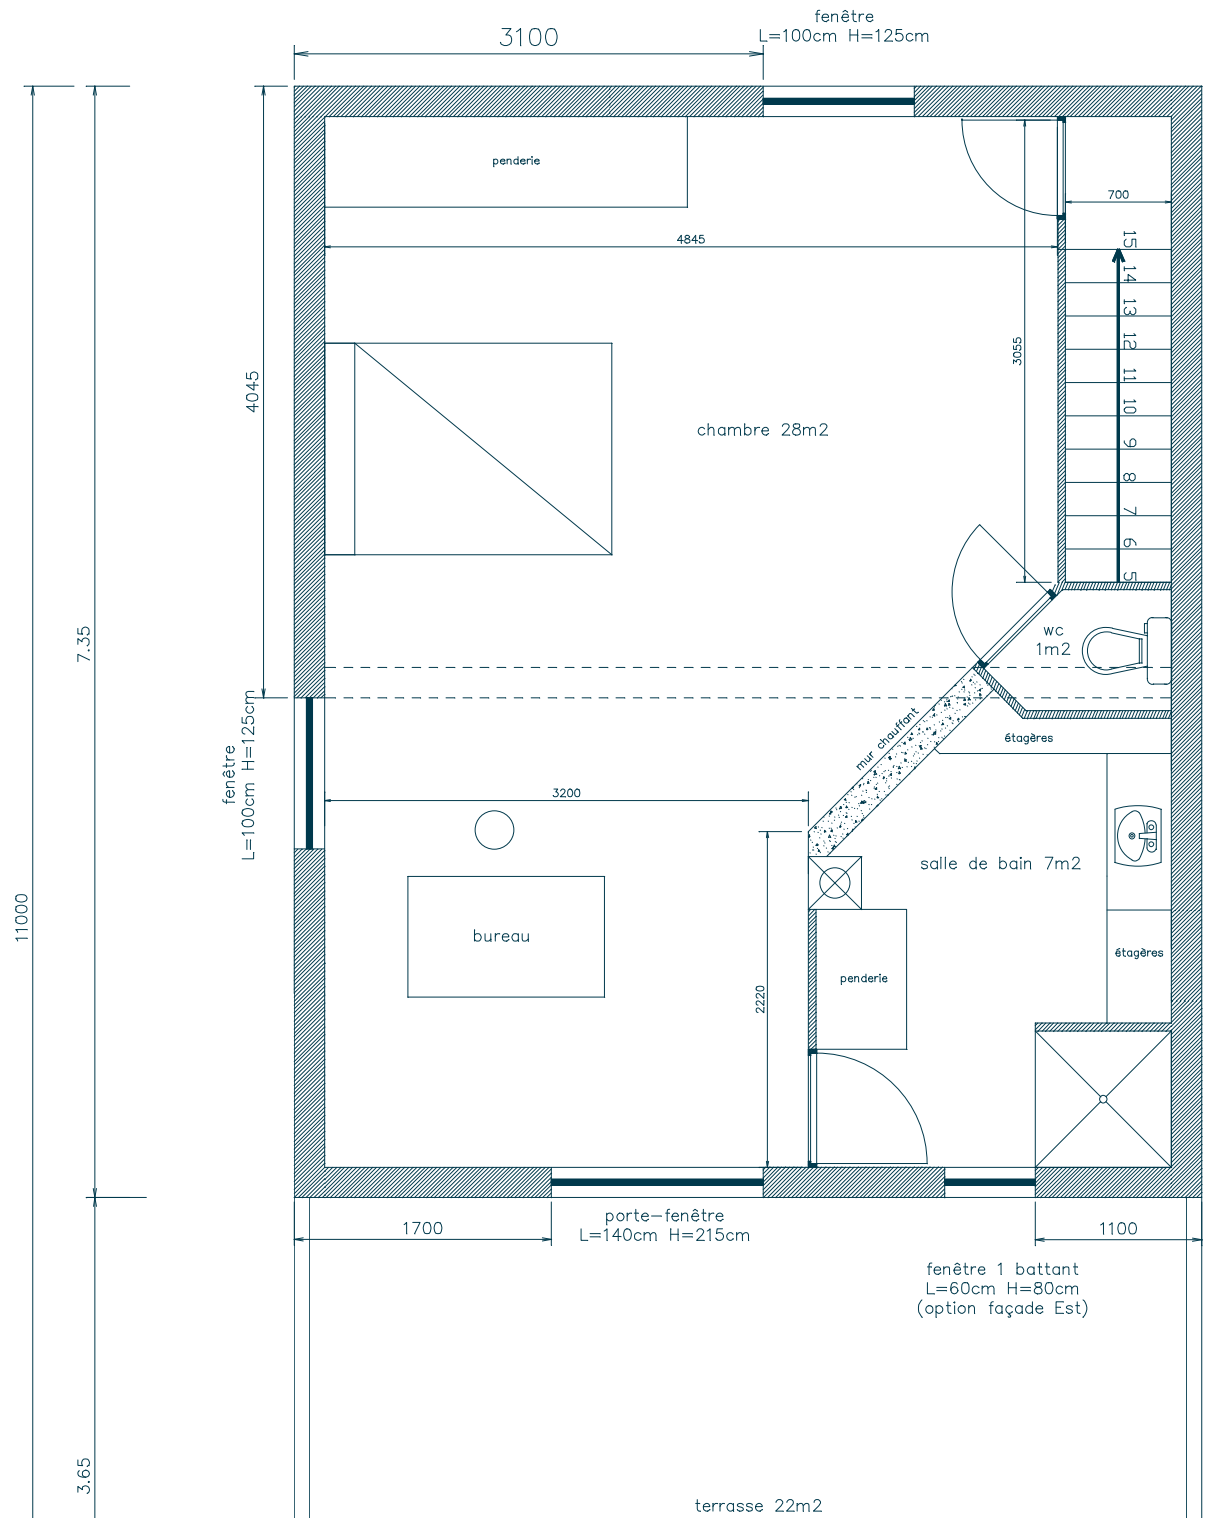 fenêtre
L=100cm H=125cm
3100
penderie
700
4845
15
14
13
12
11
10
9
8
7
6
5
3055
4045
chambre 28m2
wc
1m2
7.35
mur chauffant
étagères
fenêtre
L=100cm H=125cm
3200
salle de bain 7m2
11000
bureau
étagères
penderie
2220
1700
porte-fenêtre
L=140cm H=215cm
1100
fenêtre 1 battant
L=60cm H=80cm
(option façade Est)
3.65
terrasse 22m2